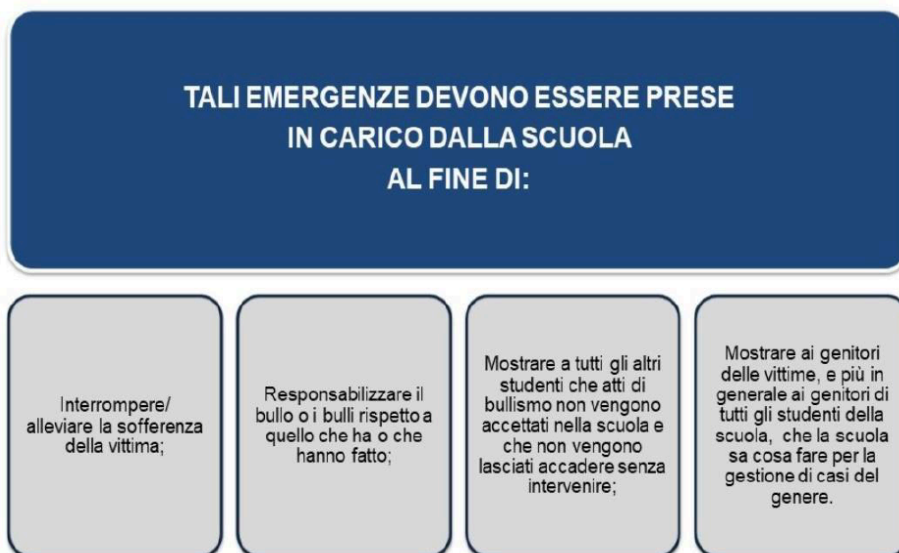 TALI EMERGENZE DEVONO ESSERE PRESE
IN CARICO DALLA SCUOLA
AL FINE DI:
Interrompere/
alleviare la sofferenza
della vittima;
Responsabilizzare il
bullo o i bulli rispetto a
quello che ha o che
hanno fatto;
Mostrare a tutti gli altri
studenti che atti di
bullismo non vengono
accettati nella scuola e
che non vengono
lasciati accadere senza
intervenire;
Mostrare ai genitori
delle vittime, e più in
generale ai genitori di
tutti gli studenti della
scuola, che la scuola
sa cosa fare per la
gestione di casi del
genere.